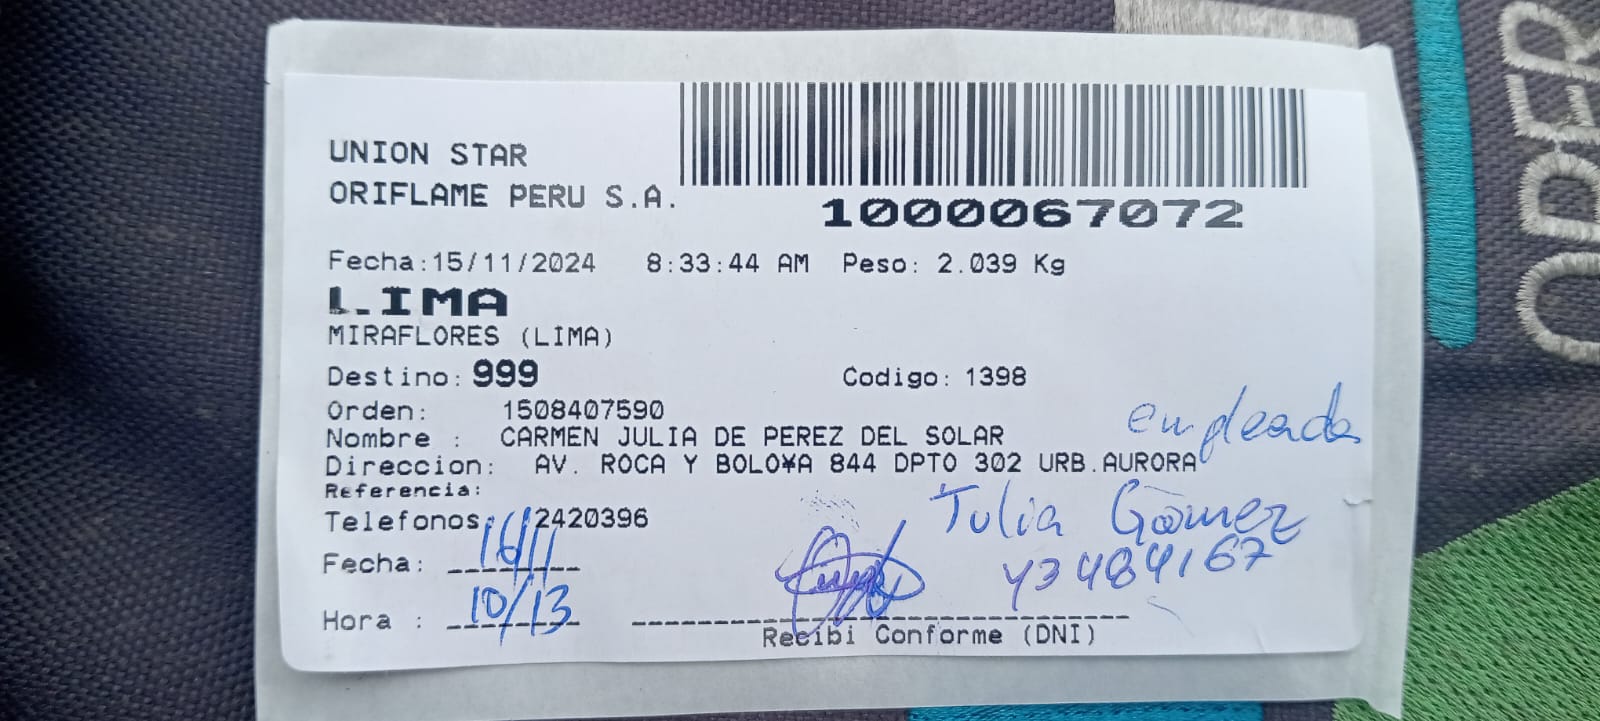 UNION STAR
ORIFLAME PERU S.A.
1000067072
Fecha:15/11/2024 8:33:44 AM Peso: 2.039 Kg
LIMA
MIRAFLORES (LIMA)
Destino: 999 Codigo: 1398
Orden: 1508407590
empleada
Nombre : CARMEN JULIA DE PEREZ DEL SOLAR
Direccion: AV. ROCA Y BOLO¥A 844 DPTO 302 URB.AURORA
Referencia:
Julia Gómez
Telefonos: 2420396
Fecha: 16/11
43484167
Hora : 10/13
Recibi Conforme (DNI)
OPER